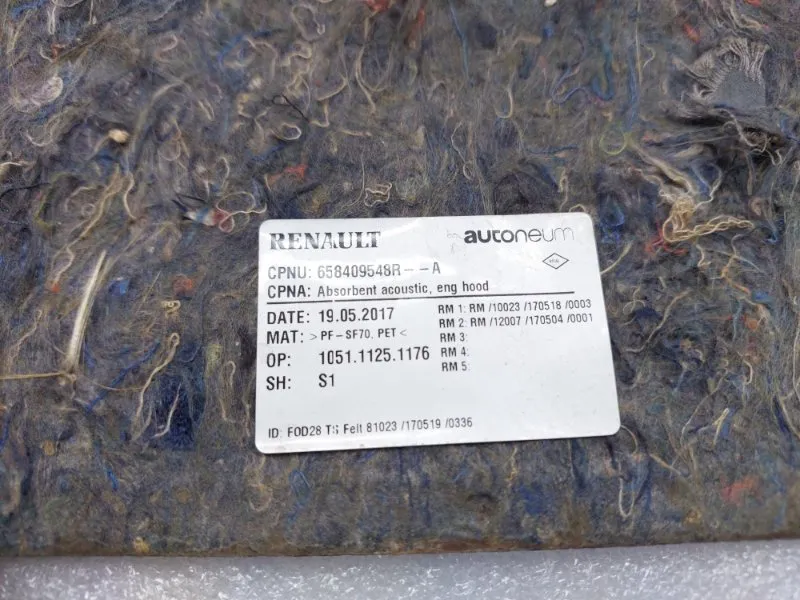 RENAULT
autoneum
CPNU: 658409548R--A
CPNA: Absorbent acoustic, eng hood
DATE: 19.05.2017
MAT: >PF-SF70, PET<
OP: 1051.1125.1176
SH: S1
RM 1: RM /10023 /170518 /0003
RM 2: RM /12007 /170504 /0001
RM 3:
RM 4:
RM 5:
ID: FOD28 TS Felt 81023 /170519 /0336